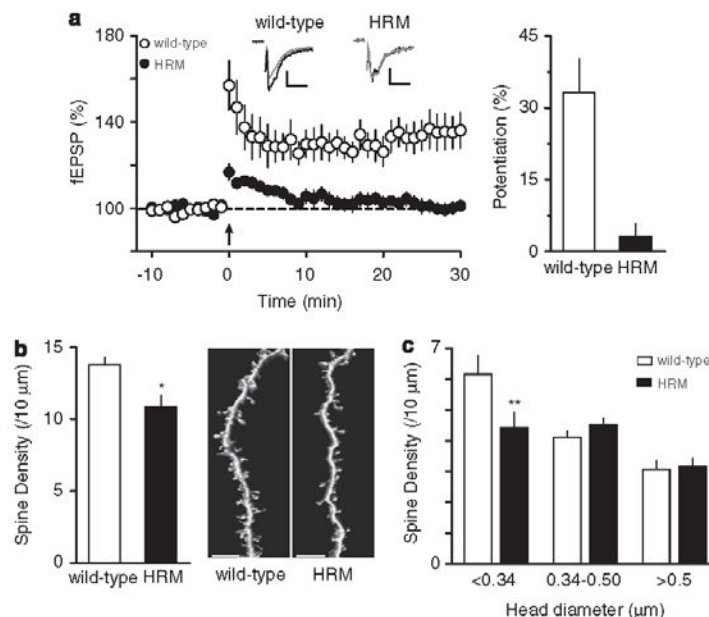 a
wild-type
HRM
180
140
100
fEPSP (%)
-10
0
10
20
30
Time (min)
wild-type
HRM
45
30
15
0
Potentiation (%)
wild-type HRM
b
15
10
5
0
Spine Density (/10 μm)
*
wild-type HRM
wild-type
HRM
c
7
0
Spine Density (/10 μm)
wild-type
HRM
**
<0.34
0.34-0.50
>0.5
Head diameter (μm)